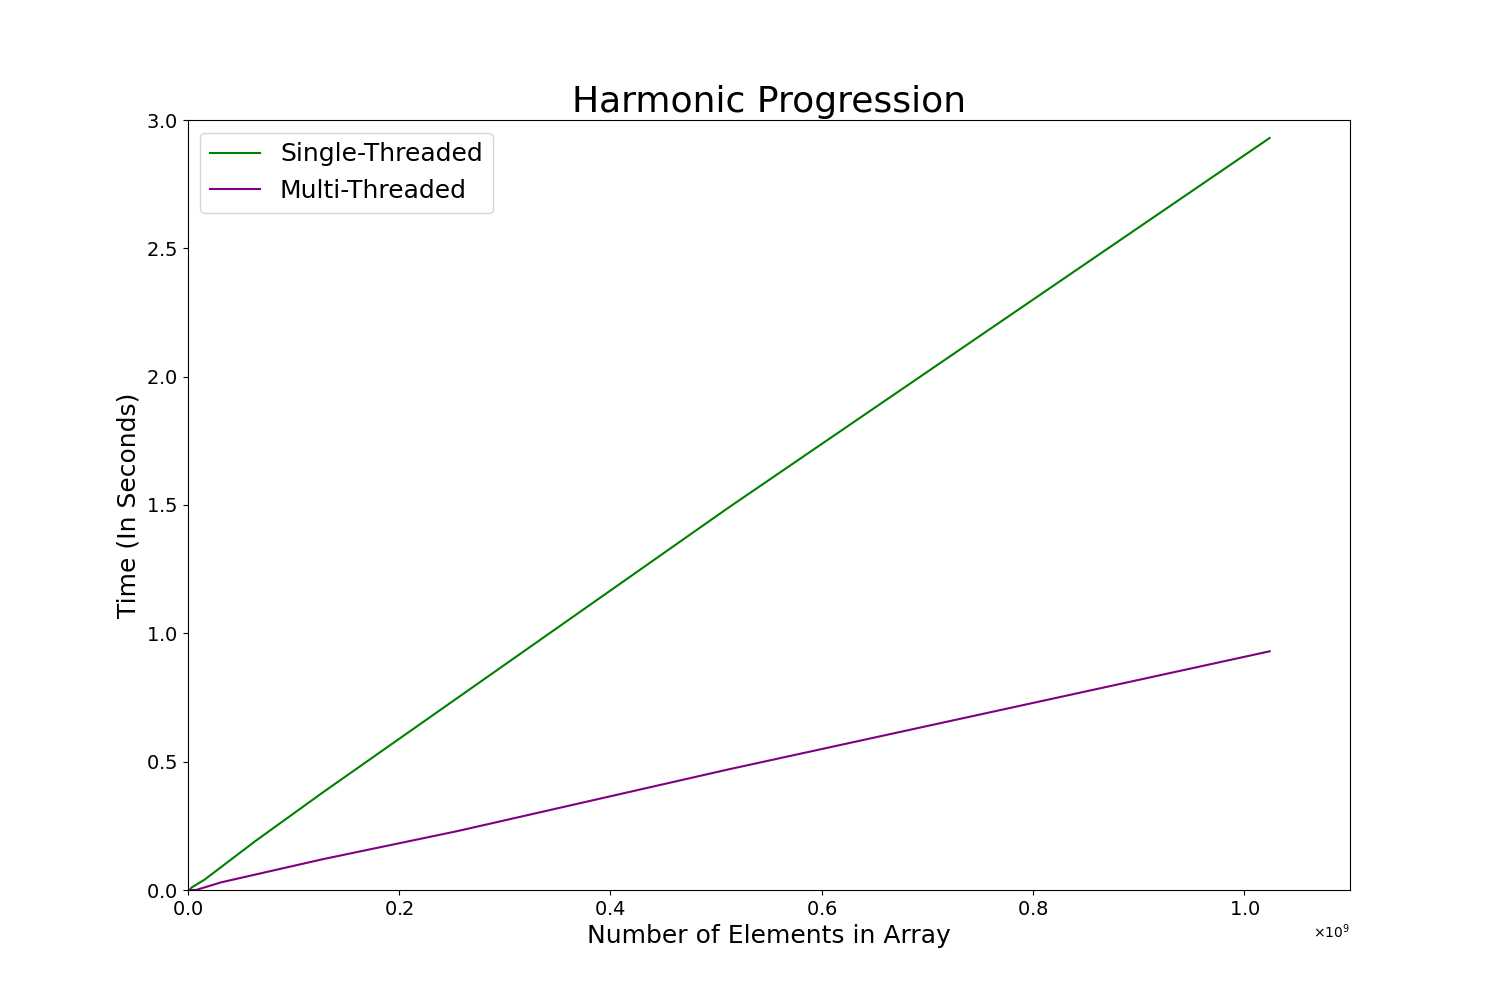 Harmonic Progression
Single-Threaded
Multi-Threaded
3.0
2.5
2.0
1.5
1.0
0.5
0.0
Time (In Seconds)
0.0 0.2 0.4 0.6 0.8 1.0
Number of Elements in Array
×10⁹